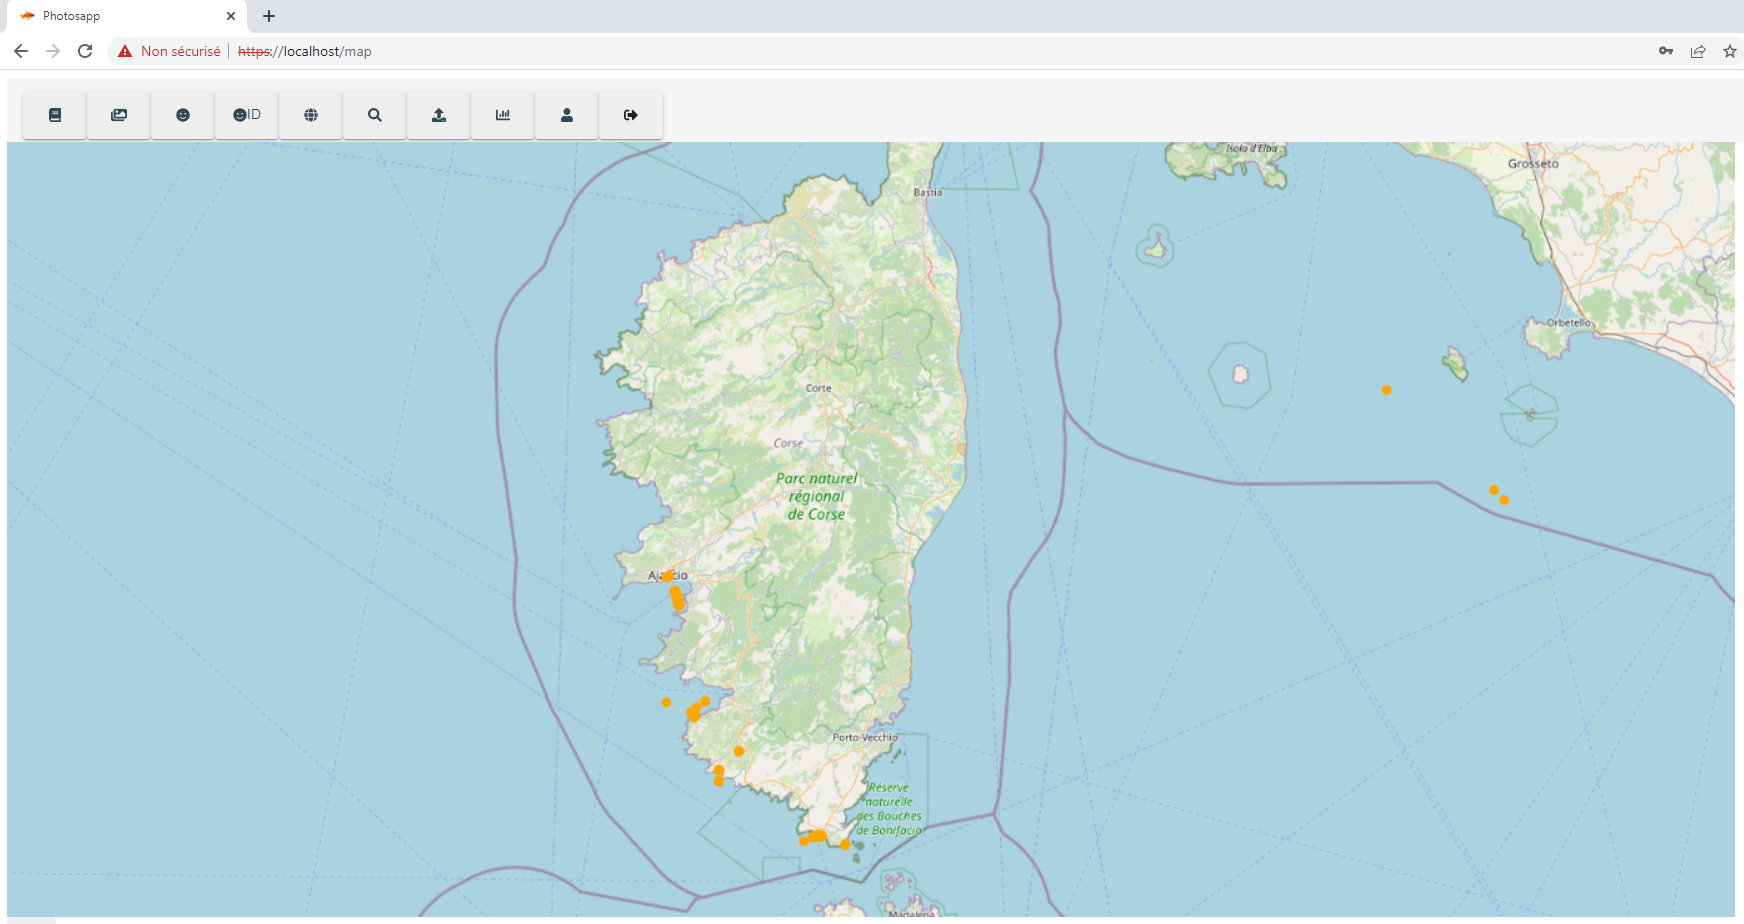 Photosapp
Non sécurisé
https://localhost/map
ID
Isola d'Elba
Grosseto
Bastia
Orbetello
Corte
Corse
Parc naturel
régional
de Corse
Ajaccio
Porto-Vecchio
Réserve
naturelle
des Bouches
de Bonifacio
Madalena